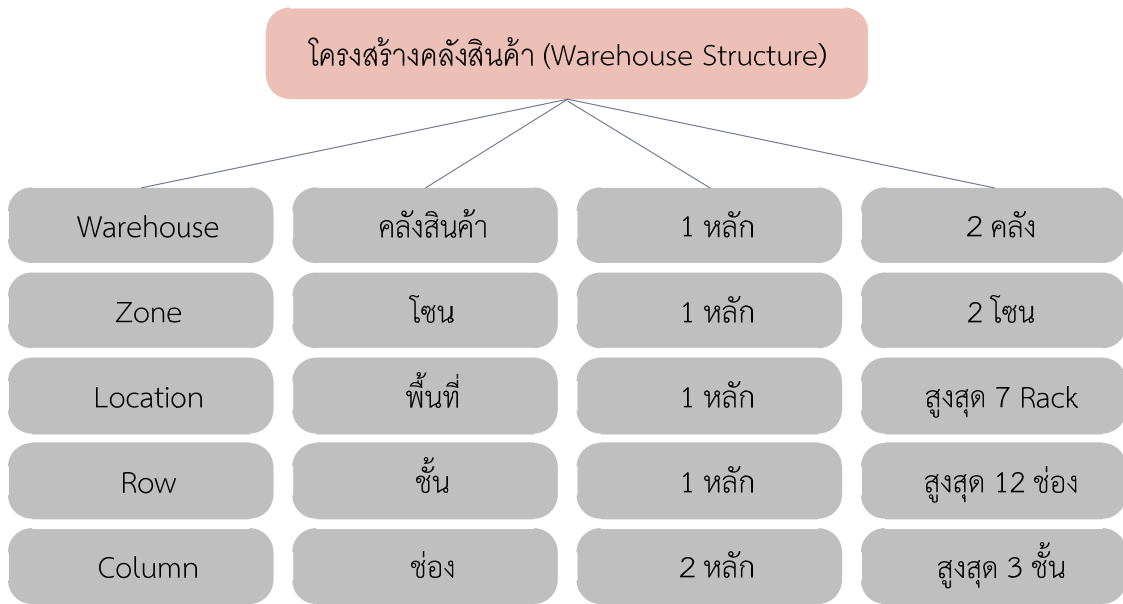 โครงสร้างคลังสินค้า (Warehouse Structure)
Warehouse คลังสินค้า 1 หลัก 2 คลัง
Zone โซน 1 หลัก 2 โซน
Location พื้นที่ 1 หลัก สูงสุด 7 Rack
Row ชั้น 1 หลัก สูงสุด 12 ช่อง
Column ช่อง 2 หลัก สูงสุด 3 ชั้น